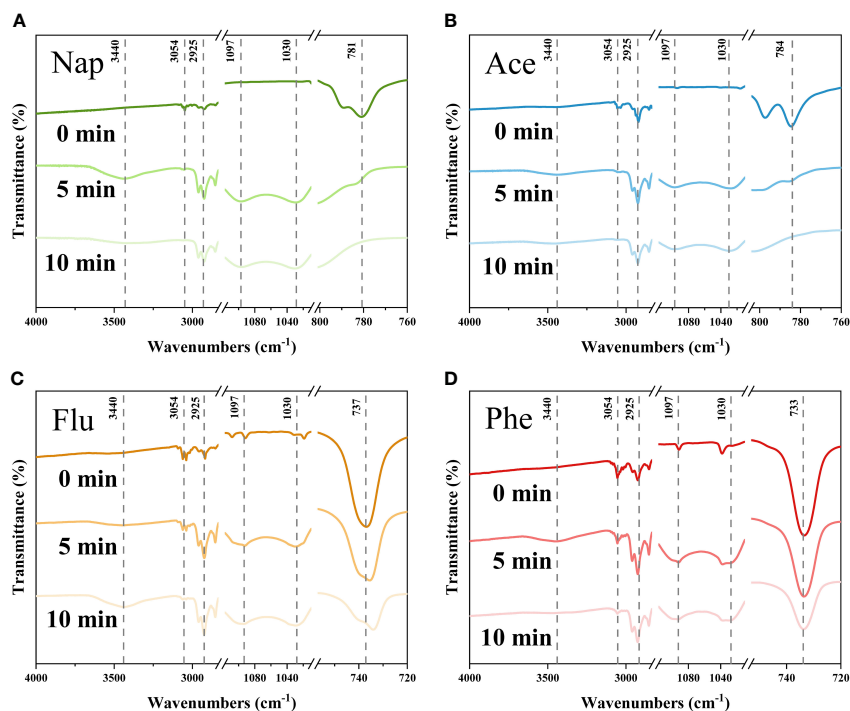 A
3440
3054
2925
1097
1030
781
Nap
0 min
5 min
10 min
Transmittance (%)
4000
3500
3000
1080
1040
800
780
760
Wavenumbers (cm-1)
B
3440
3054
2925
1097
1030
784
Ace
0 min
5 min
10 min
Transmittance (%)
4000
3500
3000
1080
1040
800
780
760
Wavenumbers (cm-1)
C
3440
3054
2925
1097
1030
737
Flu
0 min
5 min
10 min
Transmittance (%)
4000
3500
3000
1080
1040
740
720
Wavenumbers (cm-1)
D
3440
3054
2925
1097
1030
733
Phe
0 min
5 min
10 min
Transmittance (%)
4000
3500
3000
1080
1040
740
720
Wavenumbers (cm-1)